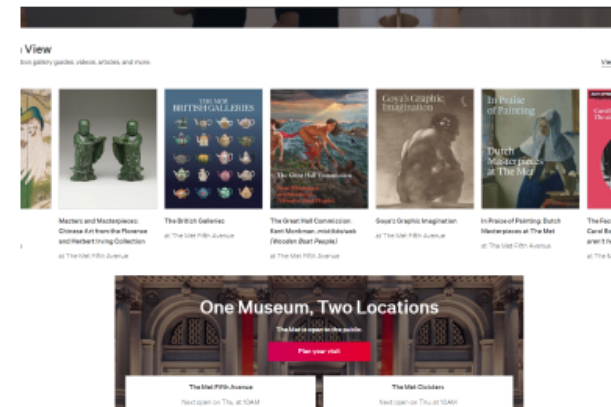 View
gallery guides, videos, articles, and more.
THE NEW
BRITISH GALLERIES
The Great Hall Commission
Goya's Graphic
Imagination
In Praise
of Painting
Dutch
Masterpieces
at The Met
Masters and Masterpieces:
Chinese Art from the Florence
and Herbert Irving Collection
at The Met Fifth Avenue
The British Galleries
at The Met Fifth Avenue
The Great Hall Commission:
Kent Monkman, mistikôsiwak
(Wooden Boat People)
at The Met Fifth Avenue
Goya's Graphic Imagination
at The Met Fifth Avenue
In Praise of Painting: Dutch
Masterpieces at The Met
at The Met Fifth Avenue
One Museum, Two Locations
The Met is open to the public.
Plan your visit
The Met Fifth Avenue
Next open on Thu, at 10AM
The Met Cloisters
Next open on Thu, at 10AM